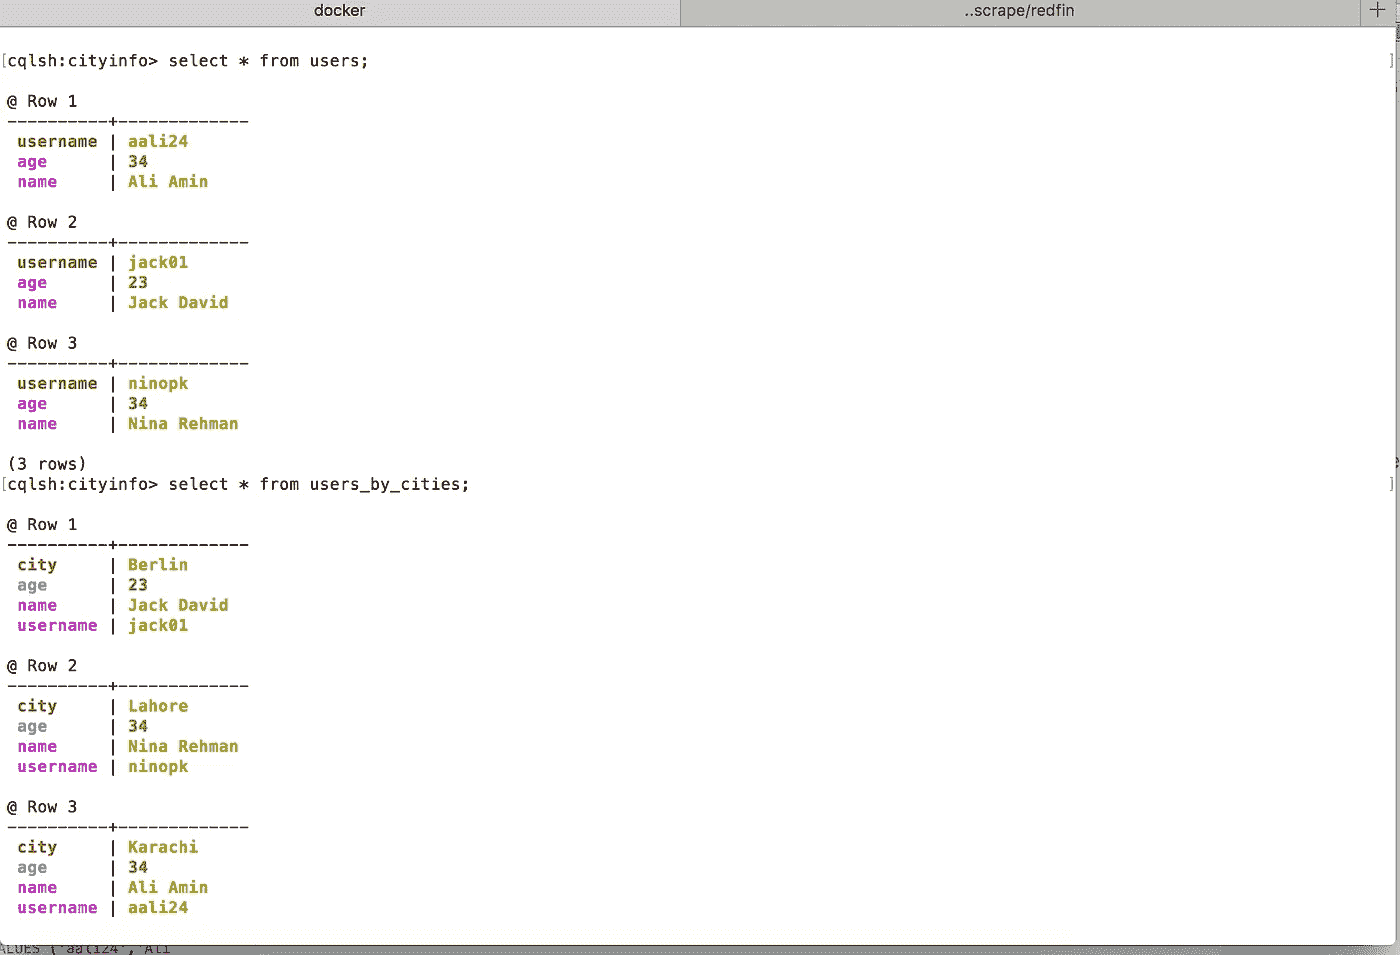 docker
..scrape/redfin
[cqlsh:cityinfo> select * from users; ]
@ Row 1
----------+-------------
username | aali24
age | 34
name | Ali Amin
@ Row 2
----------+-------------
username | jack01
age | 23
name | Jack David
@ Row 3
----------+-------------
username | ninopk
age | 34
name | Nina Rehman
(3 rows)
[cqlsh:cityinfo> select * from users_by_cities; ]
@ Row 1
----------+-------------
city | Berlin
age | 23
name | Jack David
username | jack01
@ Row 2
----------+-------------
city | Lahore
age | 34
name | Nina Rehman
username | ninopk
@ Row 3
----------+-------------
city | Karachi
age | 34
name | Ali Amin
username | aali24
ALUES ('aali24','Ali